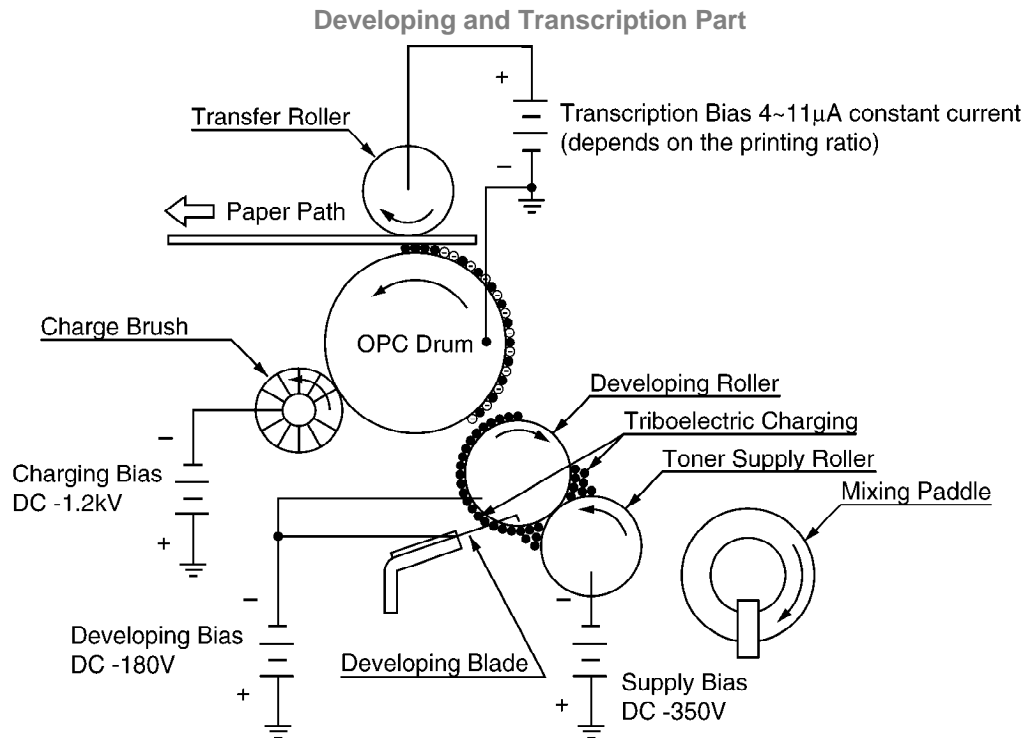 Developing and Transcription Part
+
Transfer Roller
Transcription Bias 4~11μA constant current
(depends on the printing ratio)
−
Paper Path
Charge Brush
OPC Drum
Developing Roller
Triboelectric Charging
−
Toner Supply Roller
Charging Bias
DC -1.2kV
Mixing Paddle
+
−
−
Developing Bias
DC -180V
Developing Blade
+
+
Supply Bias
DC -350V